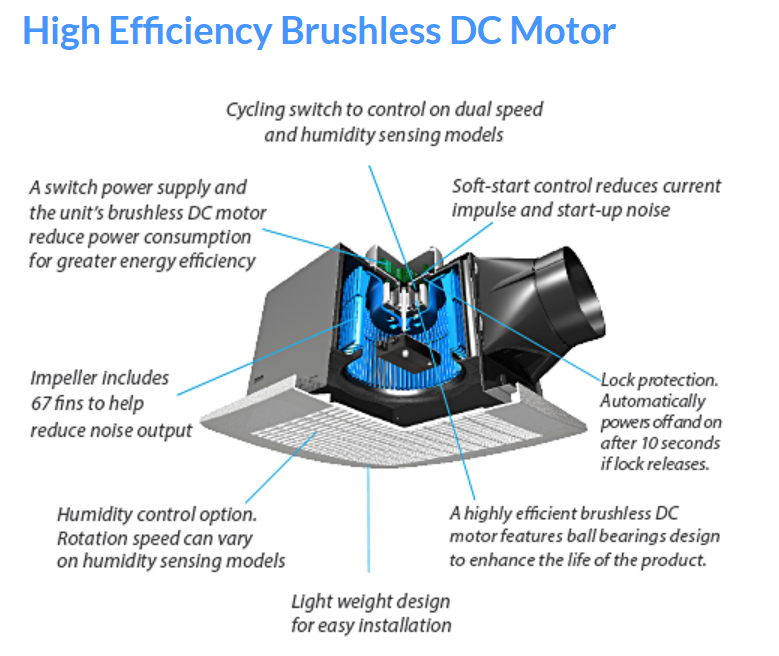 High Efficiency Brushless DC Motor
Cycling switch to control on dual speed
and humidity sensing models
A switch power supply and
the unit's brushless DC motor
reduce power consumption
for greater energy efficiency
Soft-start control reduces current
impulse and start-up noise
Impeller includes
67 fins to help
reduce noise output
Lock protection.
Automatically
powers off and on
after 10 seconds
if lock releases.
Humidity control option.
Rotation speed can vary
on humidity sensing models
A highly efficient brushless DC
motor features ball bearings design
to enhance the life of the product.
Light weight design
for easy installation